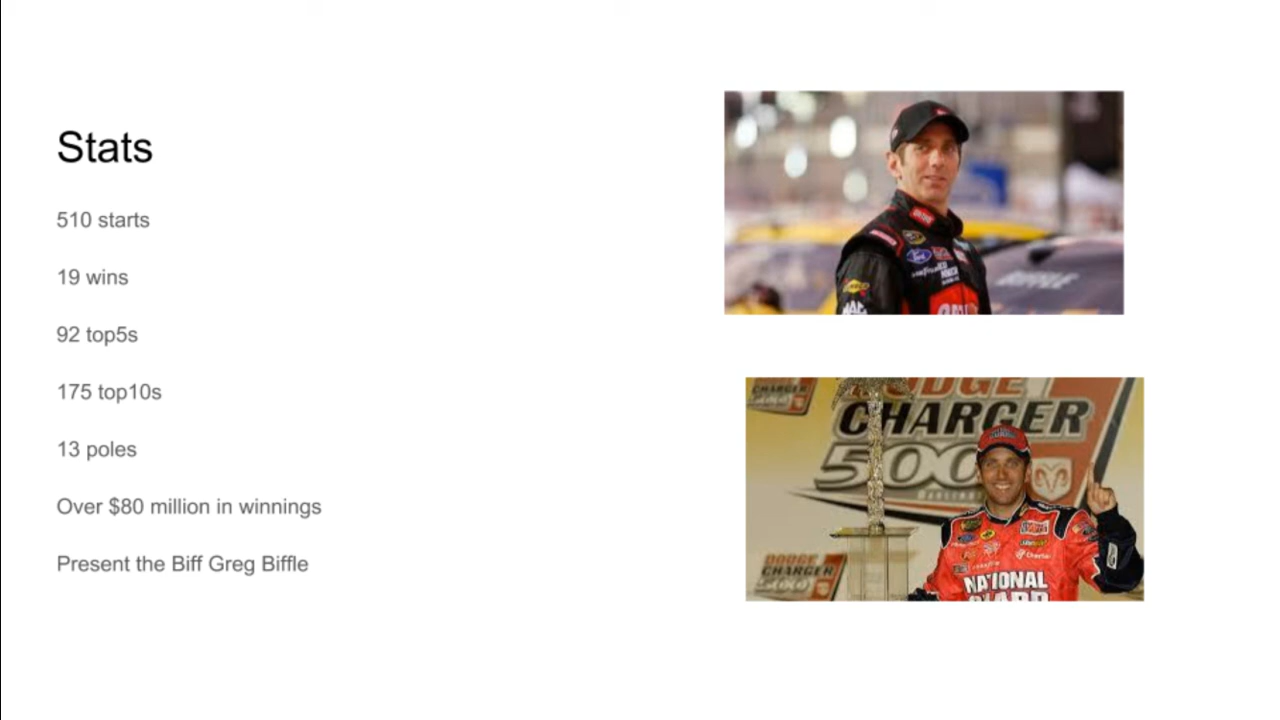 Stats
510 starts
19 wins
92 top5s
175 top10s
13 poles
Over $80 million in winnings
Present the Biff Greg Biffle
DODGE
CHARGER
500
NATIONAL
GUARD
DODGE
CHARGER
500